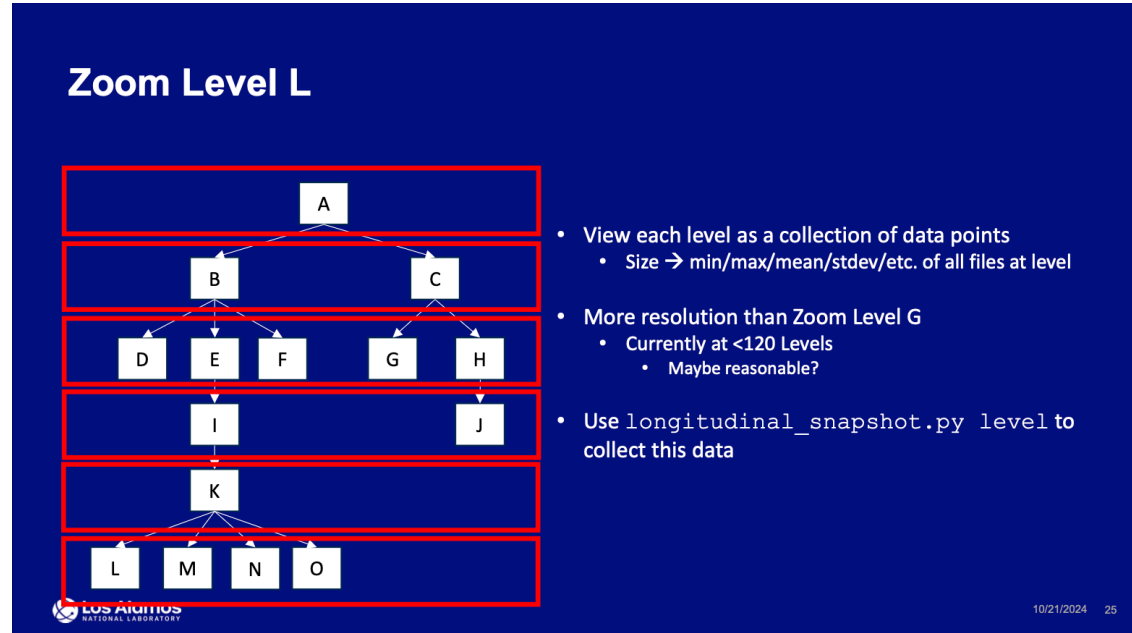 Zoom Level L
A
B C
D E F G H
I J
K
L M N O
• View each level as a collection of data points
• Size → min/max/mean/stdev/etc. of all files at level
• More resolution than Zoom Level G
• Currently at <120 Levels
• Maybe reasonable?
• Use longitudinal_snapshot.py level to
collect this data
Los Alamos
NATIONAL LABORATORY
10/21/2024 25